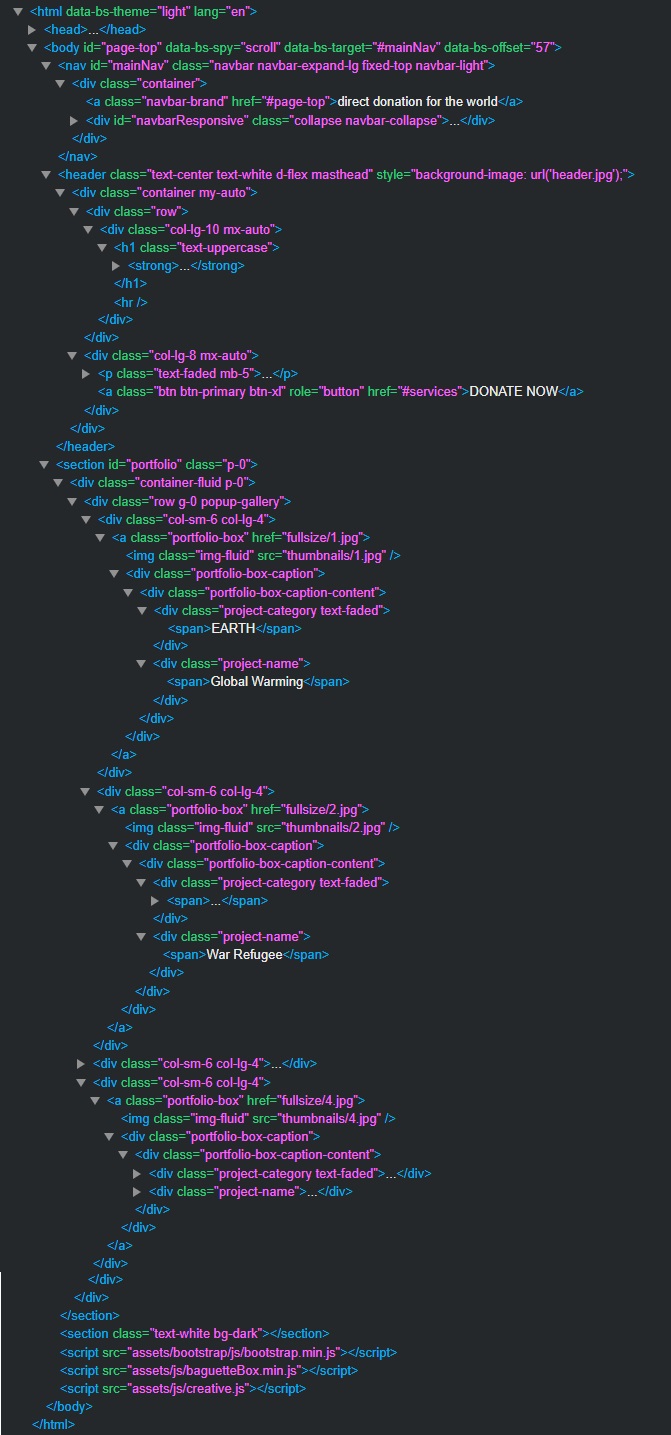 <html data-bs-theme="light" lang="en">
<head>...</head>
<body id="page-top" data-bs-spy="scroll" data-bs-target="#mainNav" data-bs-offset="57">
<nav id="mainNav" class="navbar navbar-expand-lg fixed-top navbar-light">
<div class="container">
<a class="navbar-brand" href="#page-top">direct donation for the world</a>
<div id="navbarResponsive" class="collapse navbar-collapse">...</div>
</div>
</nav>
<header class="text-center text-white d-flex masthead" style="background-image: url('header.jpg');">
<div class="container my-auto">
<div class="row">
<div class="col-lg-10 mx-auto">
<h1 class="text-uppercase">
<strong>...</strong>
</h1>
<hr />
</div>
</div>
<div class="col-lg-8 mx-auto">
<p class="text-faded mb-5">...</p>
<a class="btn btn-primary btn-xl" role="button" href="#services">DONATE NOW</a>
</div>
</div>
</header>
<section id="portfolio" class="p-0">
<div class="container-fluid p-0">
<div class="row g-0 popup-gallery">
<div class="col-sm-6 col-lg-4">
<a class="portfolio-box" href="fullsize/1.jpg">
<img class="img-fluid" src="thumbnails/1.jpg" />
<div class="portfolio-box-caption">
<div class="portfolio-box-caption-content">
<div class="project-category text-faded">
<span>EARTH</span>
</div>
<div class="project-name">
<span>Global Warming</span>
</div>
</div>
</div>
</a>
</div>
<div class="col-sm-6 col-lg-4">
<a class="portfolio-box" href="fullsize/2.jpg">
<img class="img-fluid" src="thumbnails/2.jpg" />
<div class="portfolio-box-caption">
<div class="portfolio-box-caption-content">
<div class="project-category text-faded">
<span>...</span>
</div>
<div class="project-name">
<span>War Refugee</span>
</div>
</div>
</div>
</a>
</div>
<div class="col-sm-6 col-lg-4">...</div>
<div class="col-sm-6 col-lg-4">
<a class="portfolio-box" href="fullsize/4.jpg">
<img class="img-fluid" src="thumbnails/4.jpg" />
<div class="portfolio-box-caption">
<div class="portfolio-box-caption-content">
<div class="project-category text-faded">...</div>
<div class="project-name">...</div>
</div>
</div>
</a>
</div>
</div>
</div>
</section>
<section class="text-white bg-dark"></section>
<script src="assets/bootstrap/js/bootstrap.min.js"></script>
<script src="assets/js/baguetteBox.min.js"></script>
<script src="assets/js/creative.js"></script>
</body>
</html>